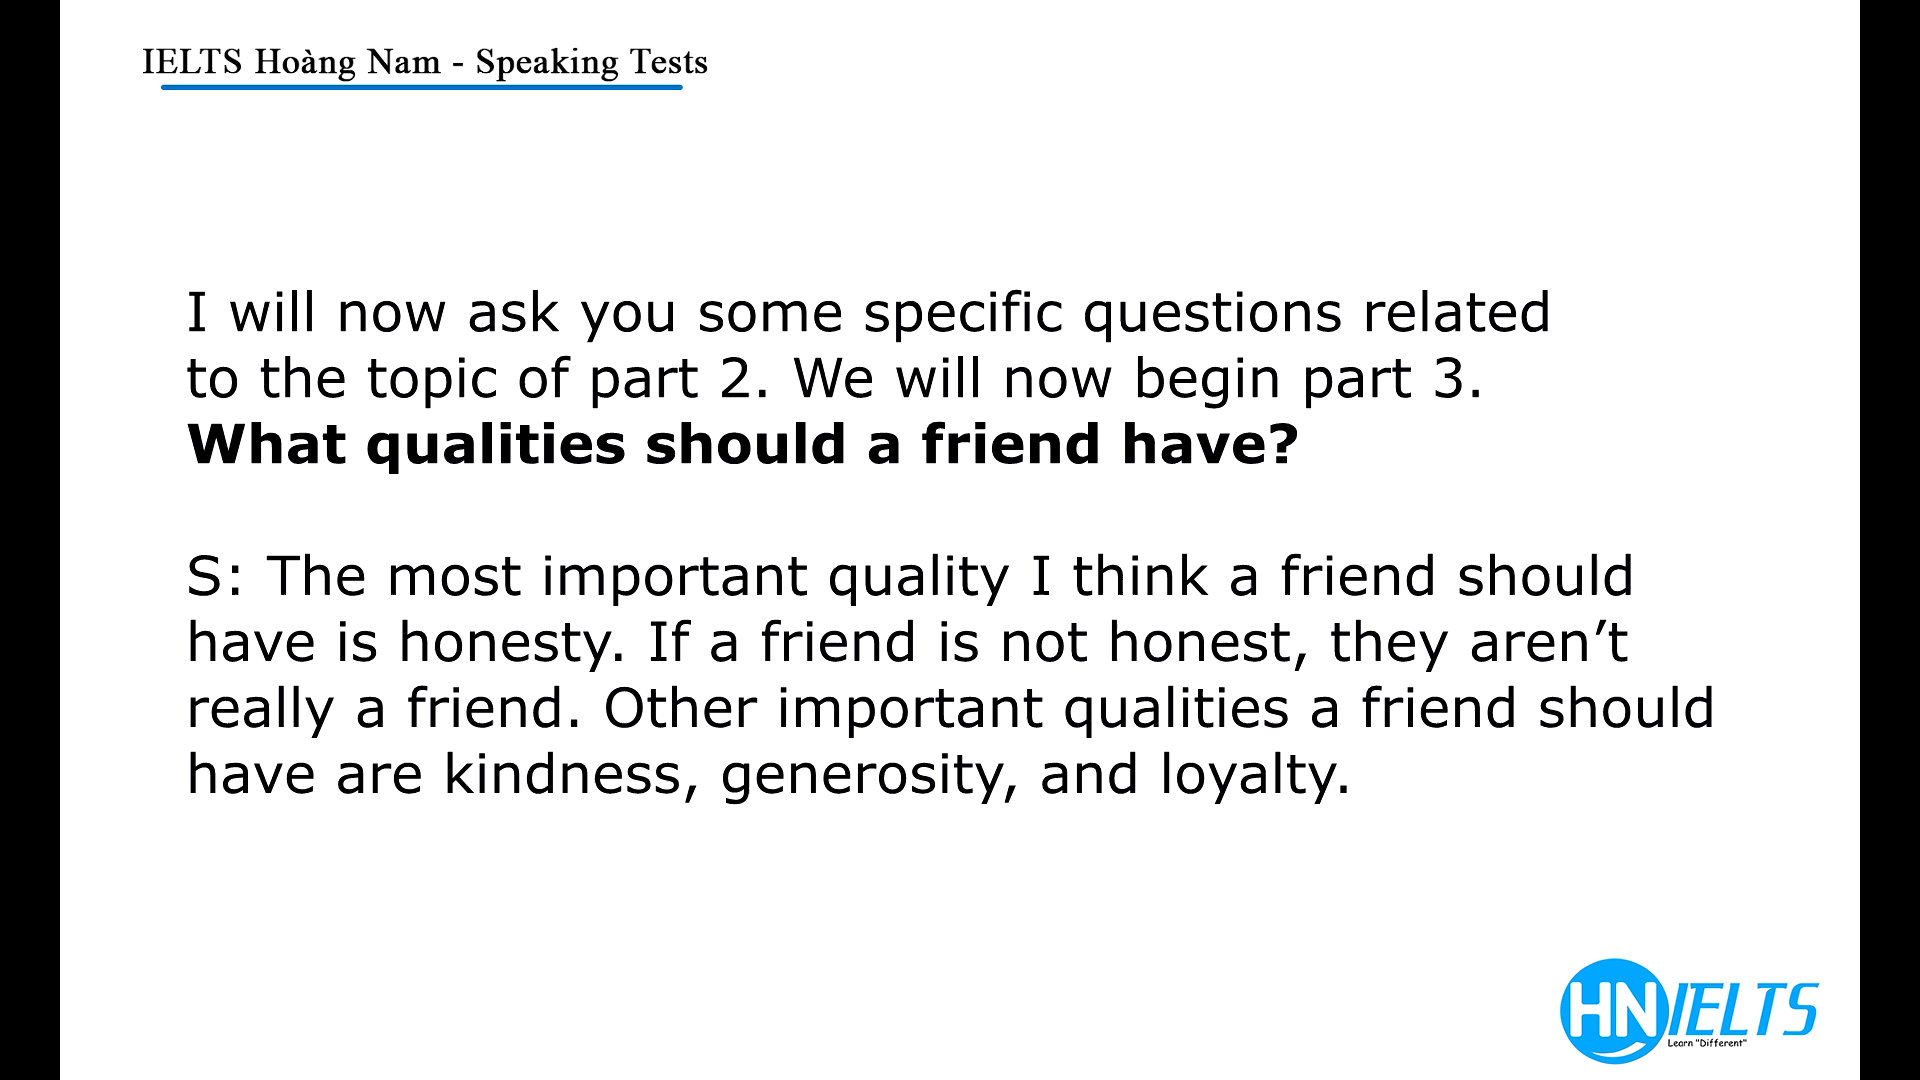 IELTS Hoàng Nam - Speaking Tests
I will now ask you some specific questions related
to the topic of part 2. We will now begin part 3.
What qualities should a friend have?
S: The most important quality I think a friend should
have is honesty. If a friend is not honest, they aren’t
really a friend. Other important qualities a friend should
have are kindness, generosity, and loyalty.
HNIELTS
Learn "Different"